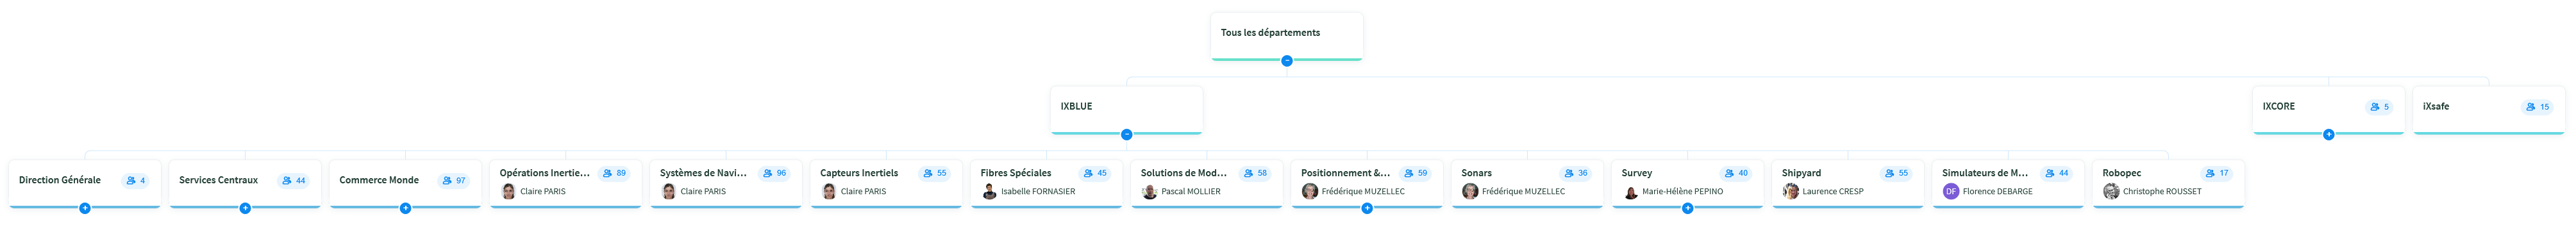 Tous les départements
IXBLUE
IXCORE 5
iXsafe 15
Direction Générale 4
Services Centraux 44
Commerce Monde 97
Opérations Inertie... 89
Claire PARIS
Systèmes de Navi... 96
Claire PARIS
Capteurs Inertiels 55
Claire PARIS
Fibres Spéciales 45
Isabelle FORNASIER
Solutions de Mod... 58
Pascal MOLLIER
Positionnement &... 59
Frédérique MUZELLEC
Sonars 36
Frédérique MUZELLEC
Survey 40
Marie-Hélène PEPINO
Shipyard 55
Laurence CRESP
Simulateurs de M... 44
DF Florence DEBARGE
Robopec 17
Christophe ROUSSET